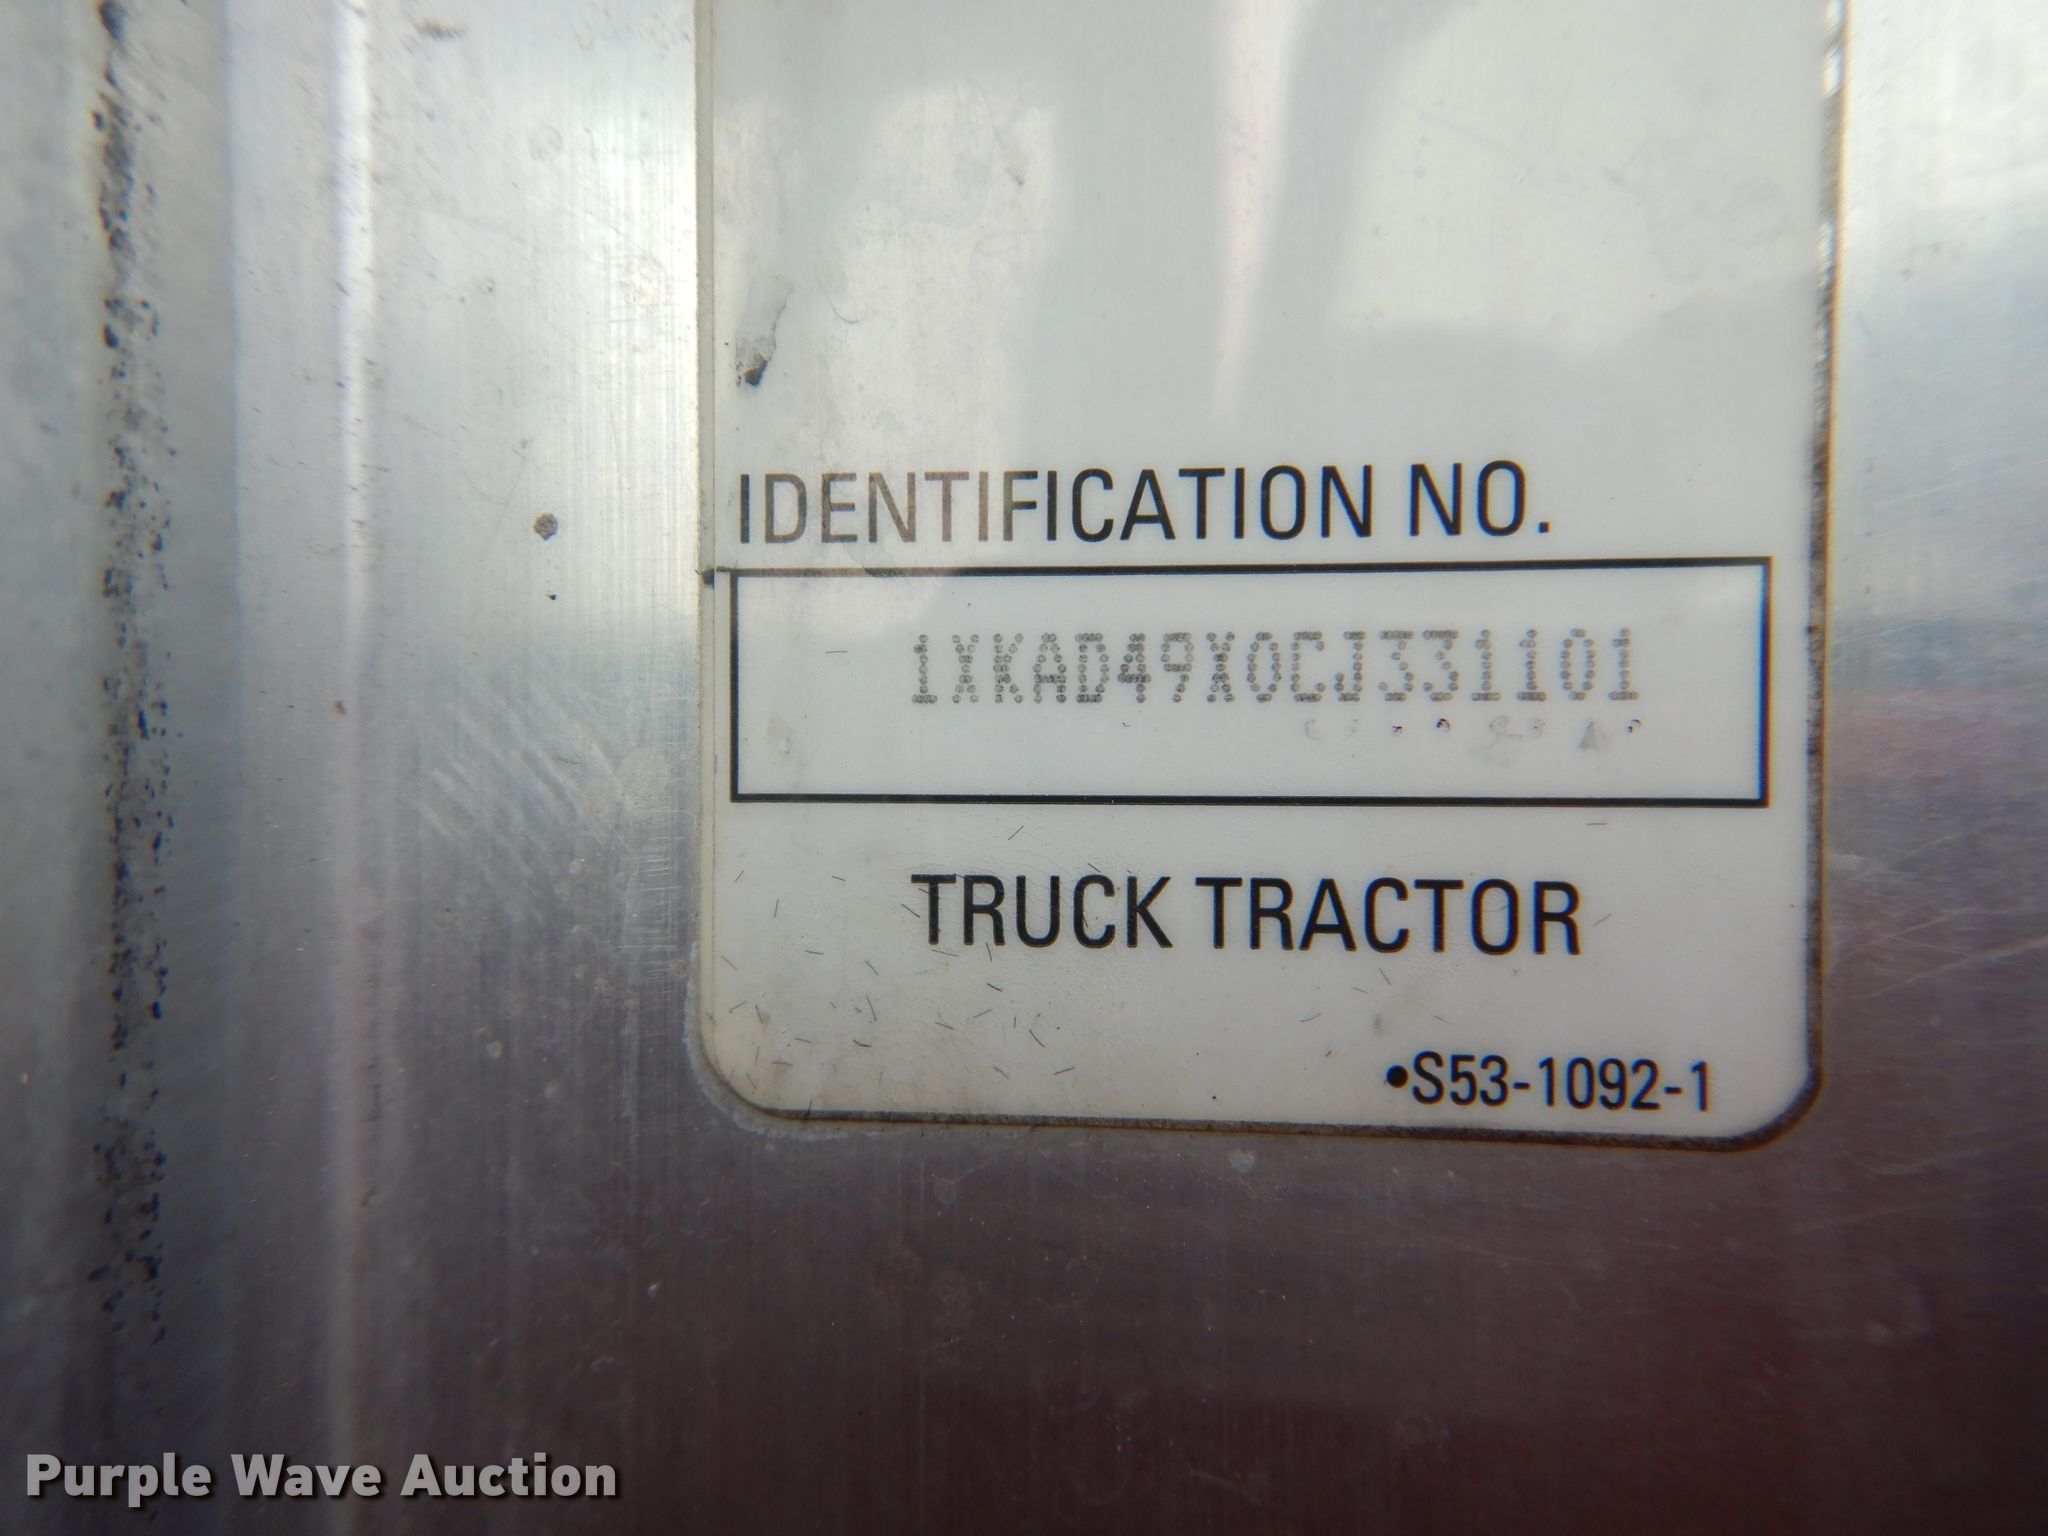 IDENTIFICATION NO.
1XKAD49X0CJ331101
TRUCK TRACTOR
•S53-1092-1
Purple Wave Auction